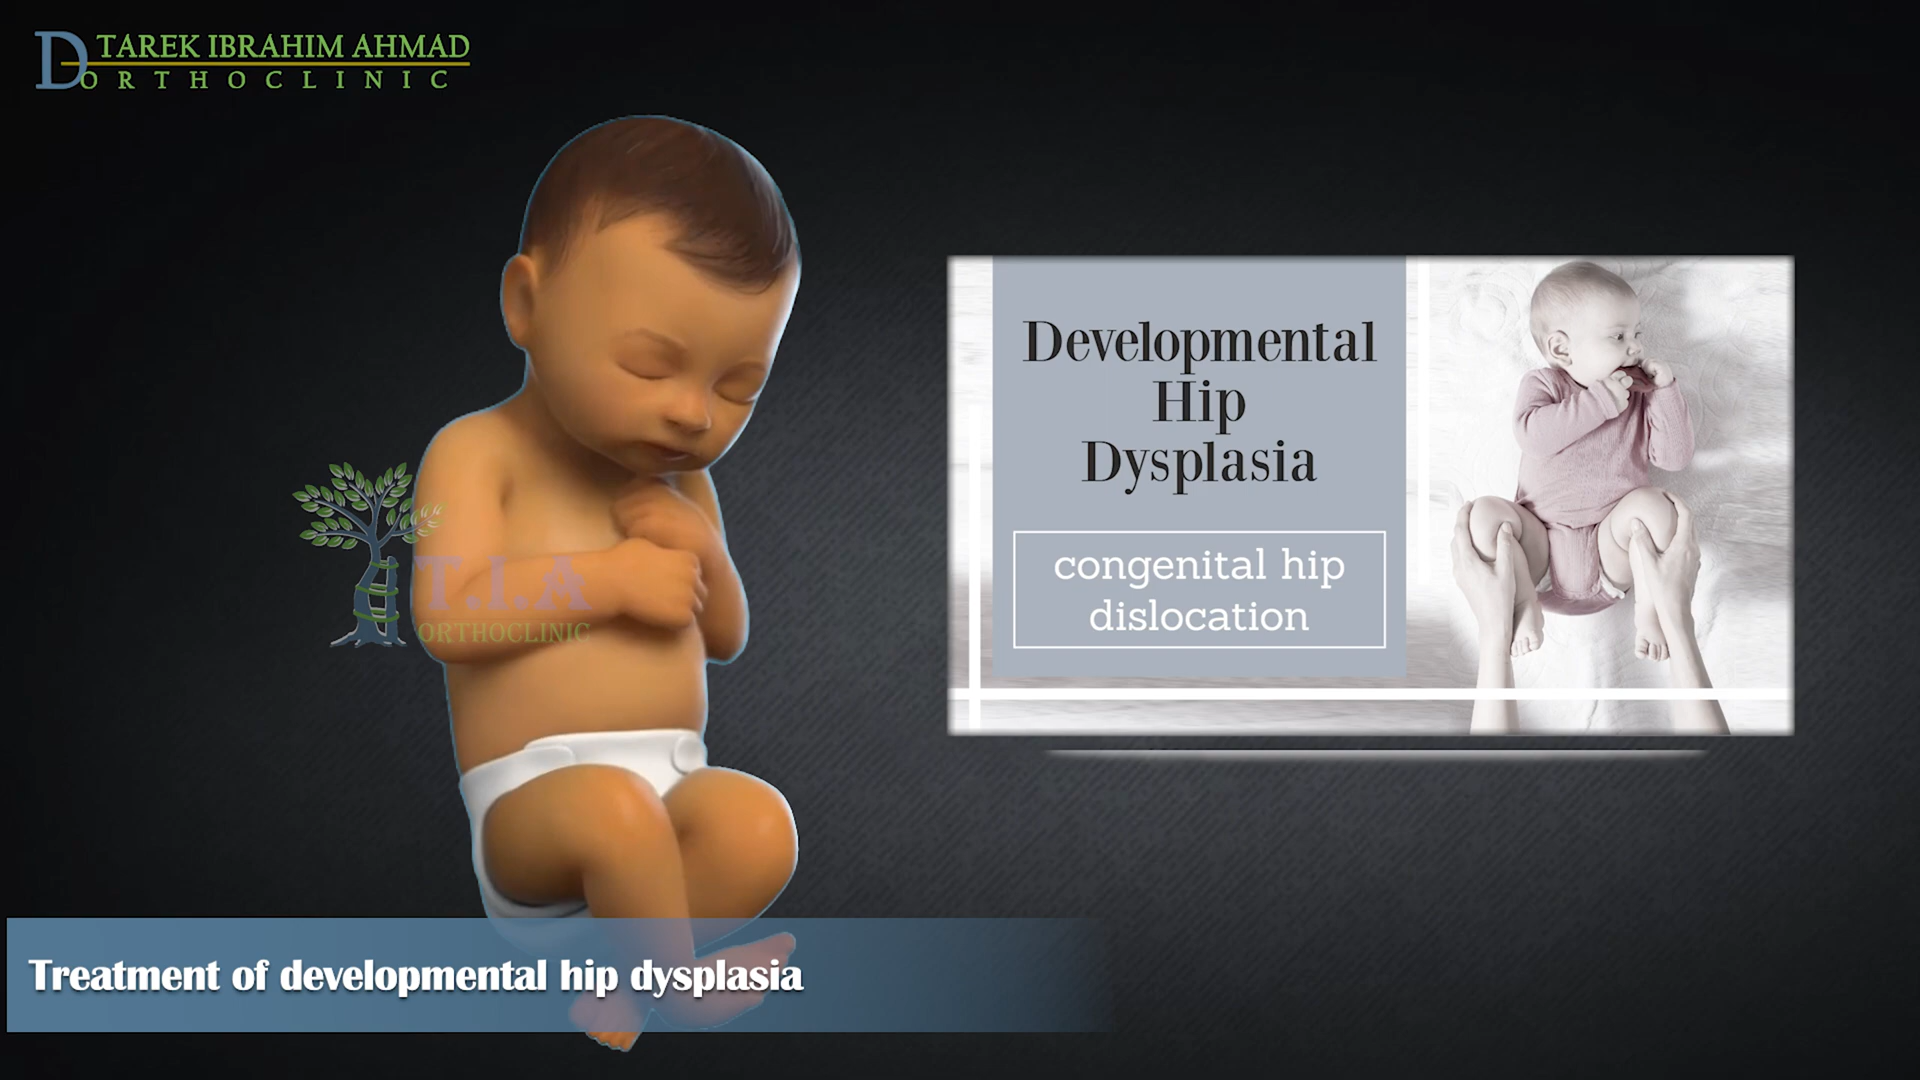 D TAREK IBRAHIM AHMAD
ORTHOCLINIC
Developmental
Hip
Dysplasia
congenital hip
dislocation
T.I.A
ORTHOCLINIC
Treatment of developmental hip dysplasia